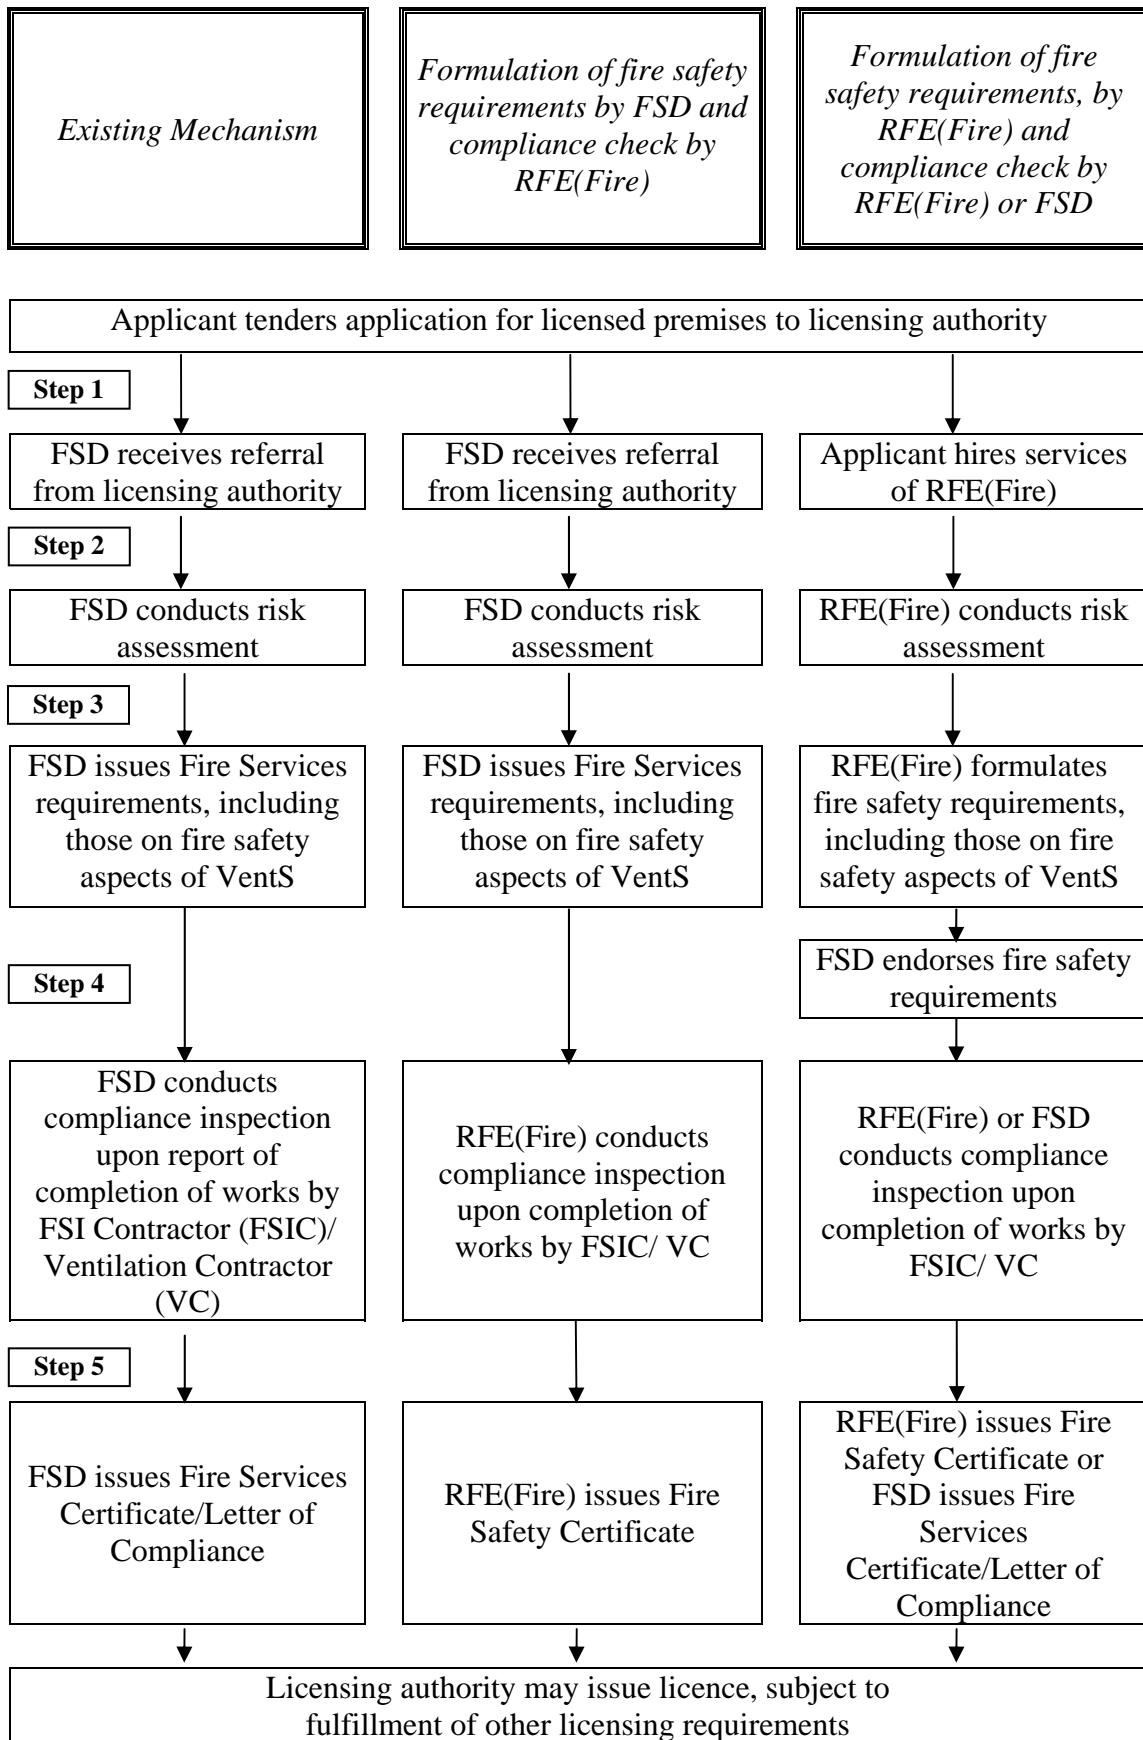 Existing Mechanism
Formulation of fire safety
requirements by FSD and
compliance check by
RFE(Fire)
Formulation of fire
safety requirements, by
RFE(Fire) and
compliance check by
RFE(Fire) or FSD
Applicant tenders application for licensed premises to licensing authority
Step 1
FSD receives referral
from licensing authority
FSD receives referral
from licensing authority
Applicant hires services
of RFE(Fire)
Step 2
FSD conducts risk
assessment
FSD conducts risk
assessment
RFE(Fire) conducts risk
assessment
Step 3
FSD issues Fire Services
requirements, including
those on fire safety
aspects of VentS
FSD issues Fire Services
requirements, including
those on fire safety
aspects of VentS
RFE(Fire) formulates
fire safety requirements,
including those on fire
safety aspects of VentS
Step 4
FSD endorses fire safety
requirements
FSD conducts
compliance inspection
upon report of
completion of works by
FSI Contractor (FSIC)/
Ventilation Contractor
(VC)
RFE(Fire) conducts
compliance inspection
upon completion of
works by FSIC/ VC
RFE(Fire) or FSD
conducts compliance
inspection upon
completion of works by
FSIC/ VC
Step 5
FSD issues Fire Services
Certificate/Letter of
Compliance
RFE(Fire) issues Fire
Safety Certificate
RFE(Fire) issues Fire
Safety Certificate or
FSD issues Fire
Services
Certificate/Letter of
Compliance
Licensing authority may issue licence, subject to
fulfillment of other licensing requirements